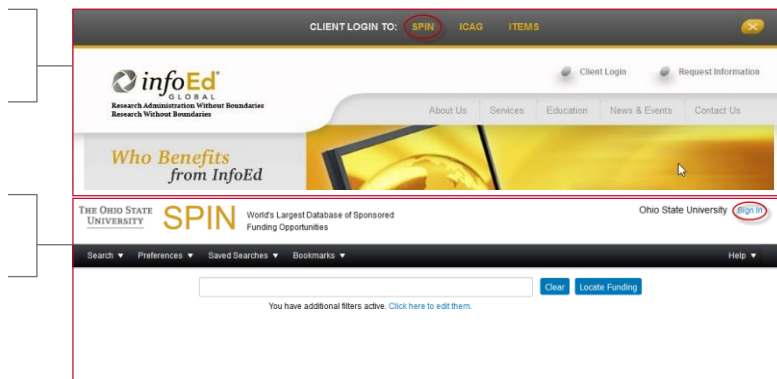 CLIENT LOGIN TO: SPIN ICAG ITEMS
Client Login Request Information
infoEd
GLOBAL
Research Administration Without Boundaries
Research Without Boundaries
About Us Services Education News & Events Contact Us
Who Benefits
from InfoEd
THE OHIO STATE
UNIVERSITY
SPIN
World's Largest Database of Sponsored
Funding Opportunities
Ohio State University Sign In
Search ▼ Preferences ▼ Saved Searches ▼ Bookmarks ▼ Help ▼
Clear Locate Funding
You have additional filters active. Click here to edit them.